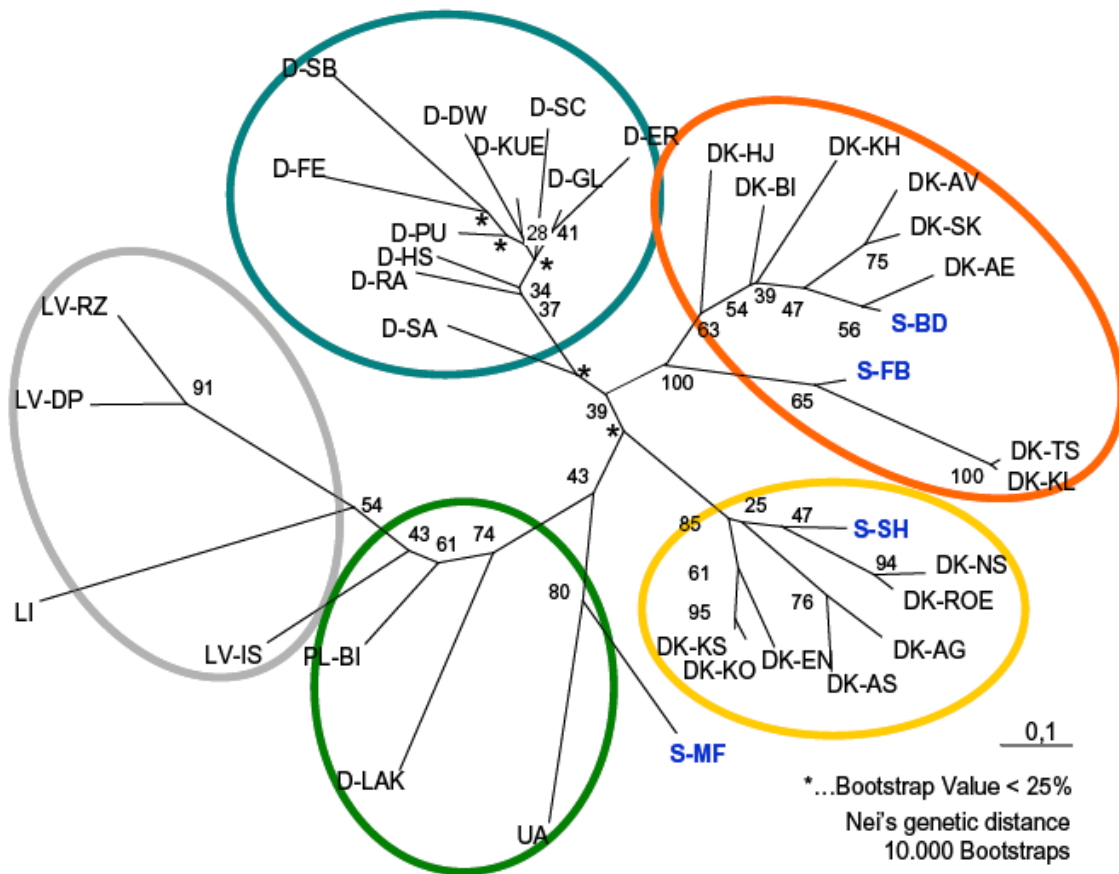 D-SB
D-DW
D-SC
D-KUE
D-ER
D-FE
D-GL
D-PU
28
41
*
*
*
D-HS
D-RA
34
37
D-SA
*
DK-HJ
DK-KH
DK-BI
DK-AV
DK-SK
75
DK-AE
54
39
47
63
56
S-BD
S-FB
100
65
DK-TS
100
DK-KL
LV-RZ
91
LV-DP
39
*
43
54
43
61
74
LI
LV-IS
PL-BI
80
D-LAK
UA
S-MF
85
25
47
S-SH
94
DK-NS
61
DK-ROE
95
76
DK-KS
DK-KO
DK-EN
DK-AG
DK-AS
0,1
*...Bootstrap Value < 25%
Nei's genetic distance
10.000 Bootstraps